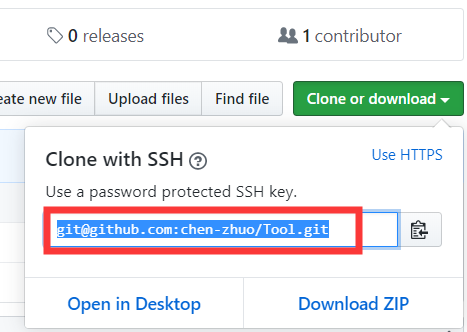 0 releases
1 contributor
eate new file
Upload files
Find file
Clone or download
Clone with SSH ?
Use HTTPS
Use a password protected SSH key.
git@github.com:chen-zhuo/Tool.git
Open in Desktop
Download ZIP